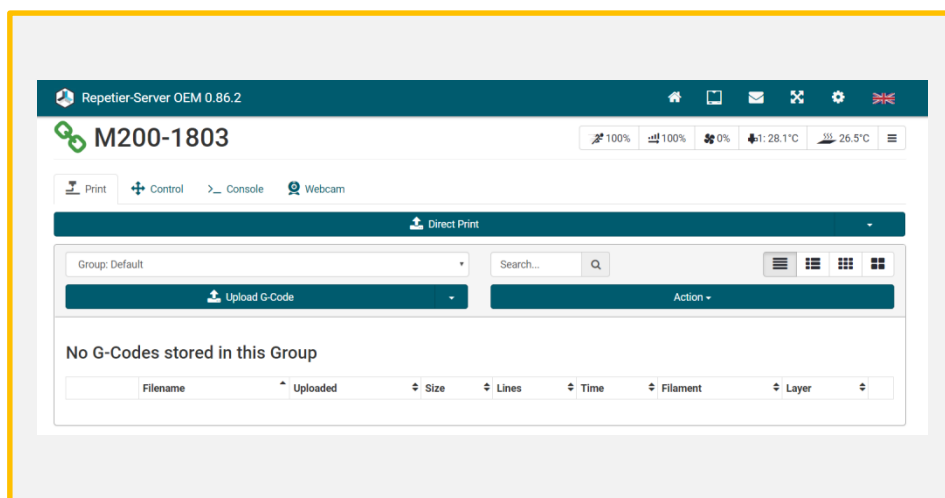 Repetier-Server OEM 0.86.2
M200-1803
100% 100% 0% 1: 28.1°C 26.5°C
Print Control Console Webcam
Direct Print
Group: Default Search...
Upload G-Code Action
No G-Codes stored in this Group
Filename Uploaded Size Lines Time Filament Layer